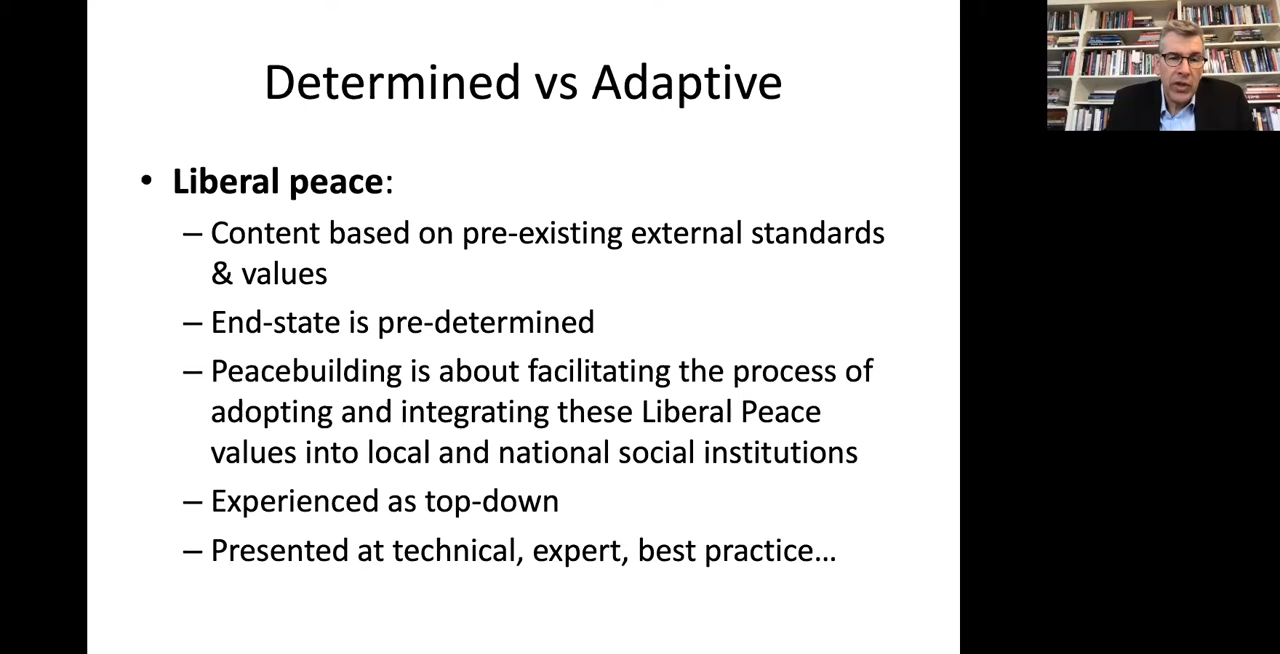 Determined vs Adaptive
• Liberal peace:
– Content based on pre-existing external standards
& values
– End-state is pre-determined
– Peacebuilding is about facilitating the process of
adopting and integrating these Liberal Peace
values into local and national social institutions
– Experienced as top-down
– Presented at technical, expert, best practice…